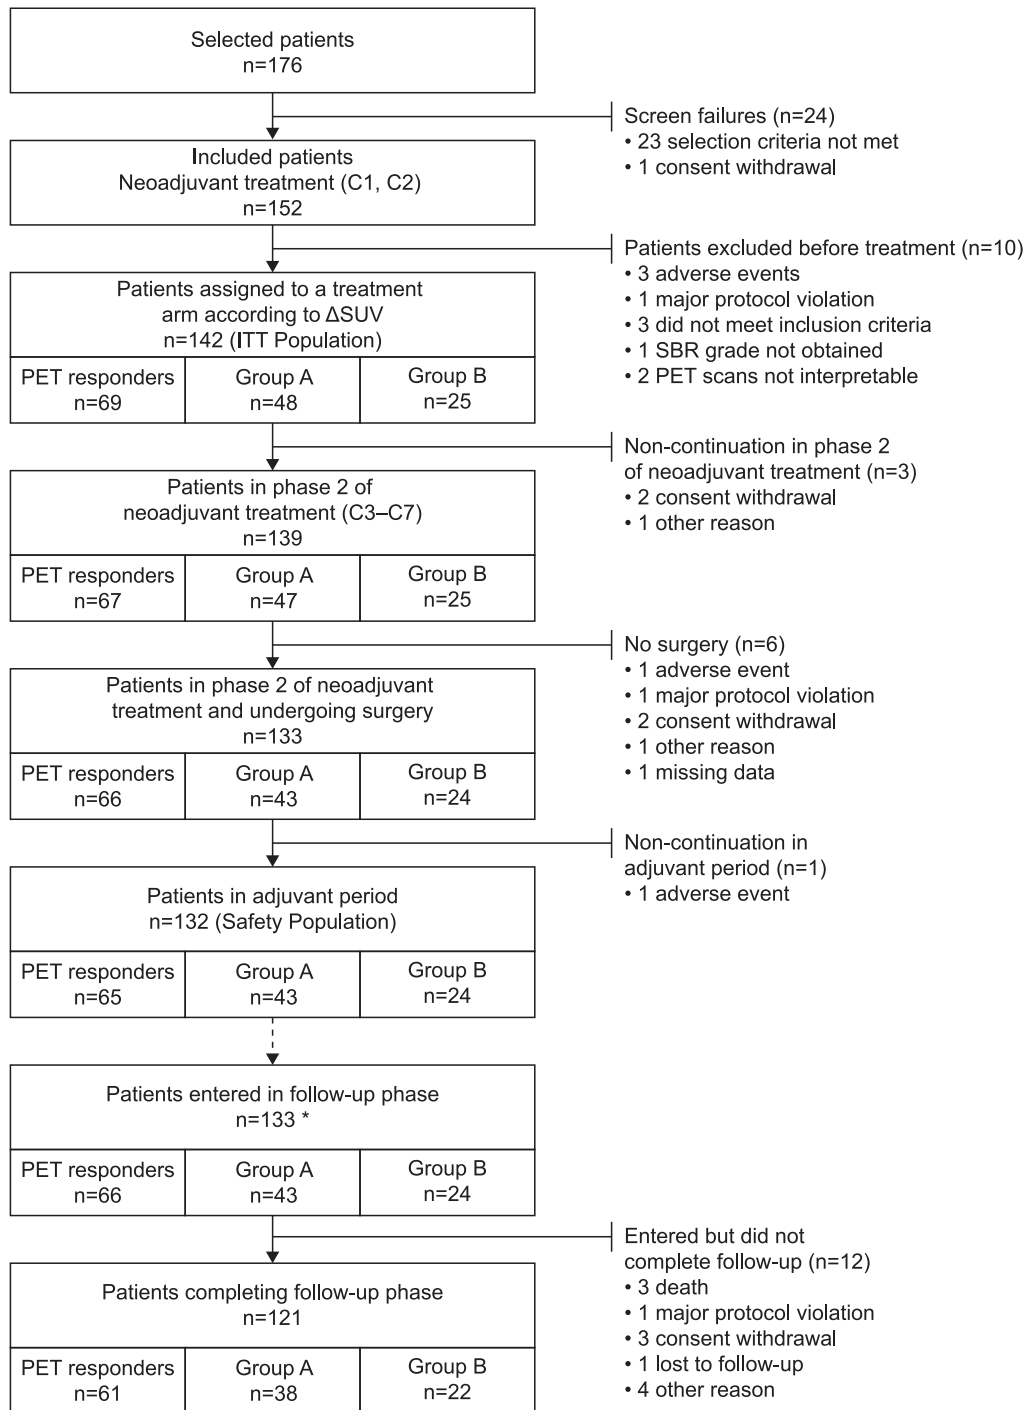 Selected patients
n=176
Screen failures (n=24)
• 23 selection criteria not met
• 1 consent withdrawal
Included patients
Neoadjuvant treatment (C1, C2)
n=152
Patients excluded before treatment (n=10)
• 3 adverse events
• 1 major protocol violation
• 3 did not meet inclusion criteria
• 1 SBR grade not obtained
• 2 PET scans not interpretable
Patients assigned to a treatment
arm according to ΔSUV
n=142 (ITT Population)
PET responders
n=69
Group A
n=48
Group B
n=25
Non-continuation in phase 2
of neoadjuvant treatment (n=3)
• 2 consent withdrawal
• 1 other reason
Patients in phase 2 of
neoadjuvant treatment (C3–C7)
n=139
PET responders
n=67
Group A
n=47
Group B
n=25
No surgery (n=6)
• 1 adverse event
• 1 major protocol violation
• 2 consent withdrawal
• 1 other reason
• 1 missing data
Patients in phase 2 of neoadjuvant
treatment and undergoing surgery
n=133
PET responders
n=66
Group A
n=43
Group B
n=24
Non-continuation in
adjuvant period (n=1)
• 1 adverse event
Patients in adjuvant period
n=132 (Safety Population)
PET responders
n=65
Group A
n=43
Group B
n=24
Patients entered in follow-up phase
n=133 *
PET responders
n=66
Group A
n=43
Group B
n=24
Entered but did not
complete follow-up (n=12)
• 3 death
• 1 major protocol violation
• 3 consent withdrawal
• 1 lost to follow-up
• 4 other reason
Patients completing follow-up phase
n=121
PET responders
n=61
Group A
n=38
Group B
n=22